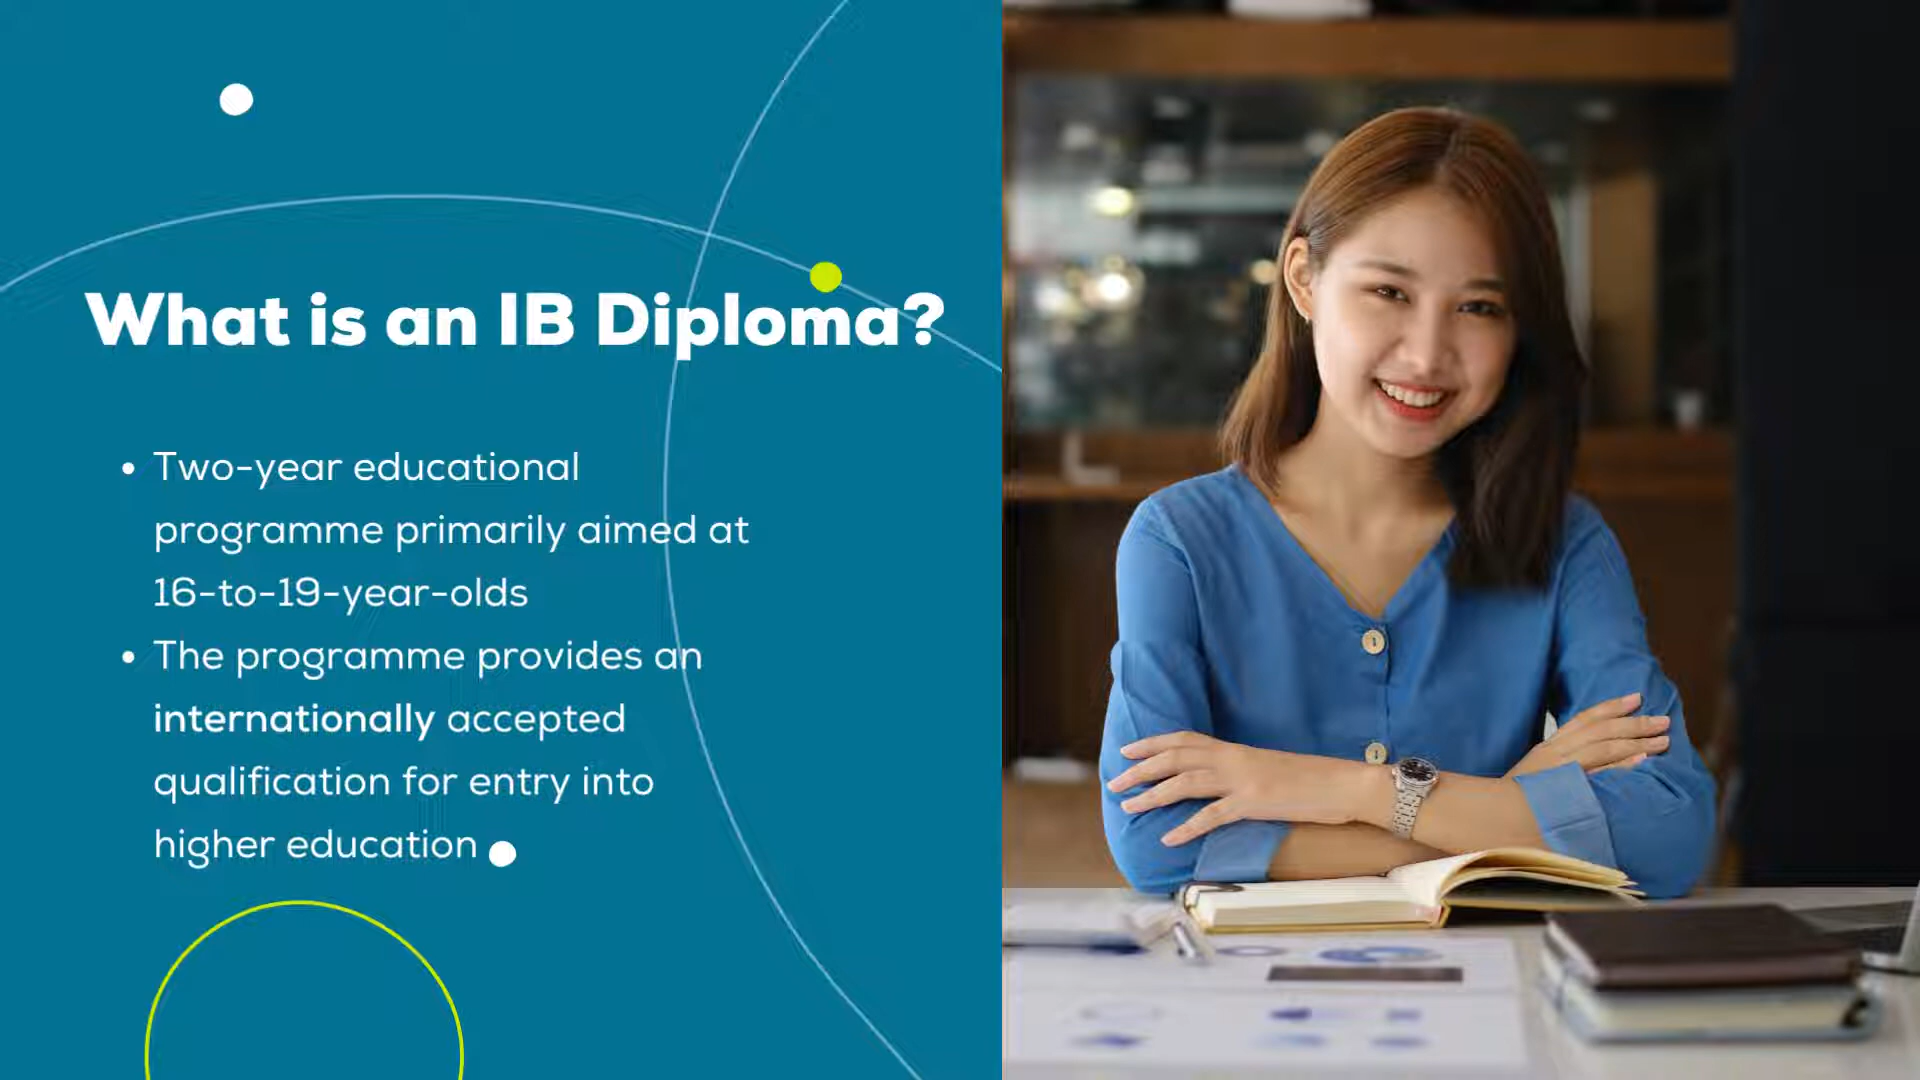 What is an IB Diploma?
• Two-year educational
programme primarily aimed at
16-to-19-year-olds
• The programme provides an
internationally accepted
qualification for entry into
higher education